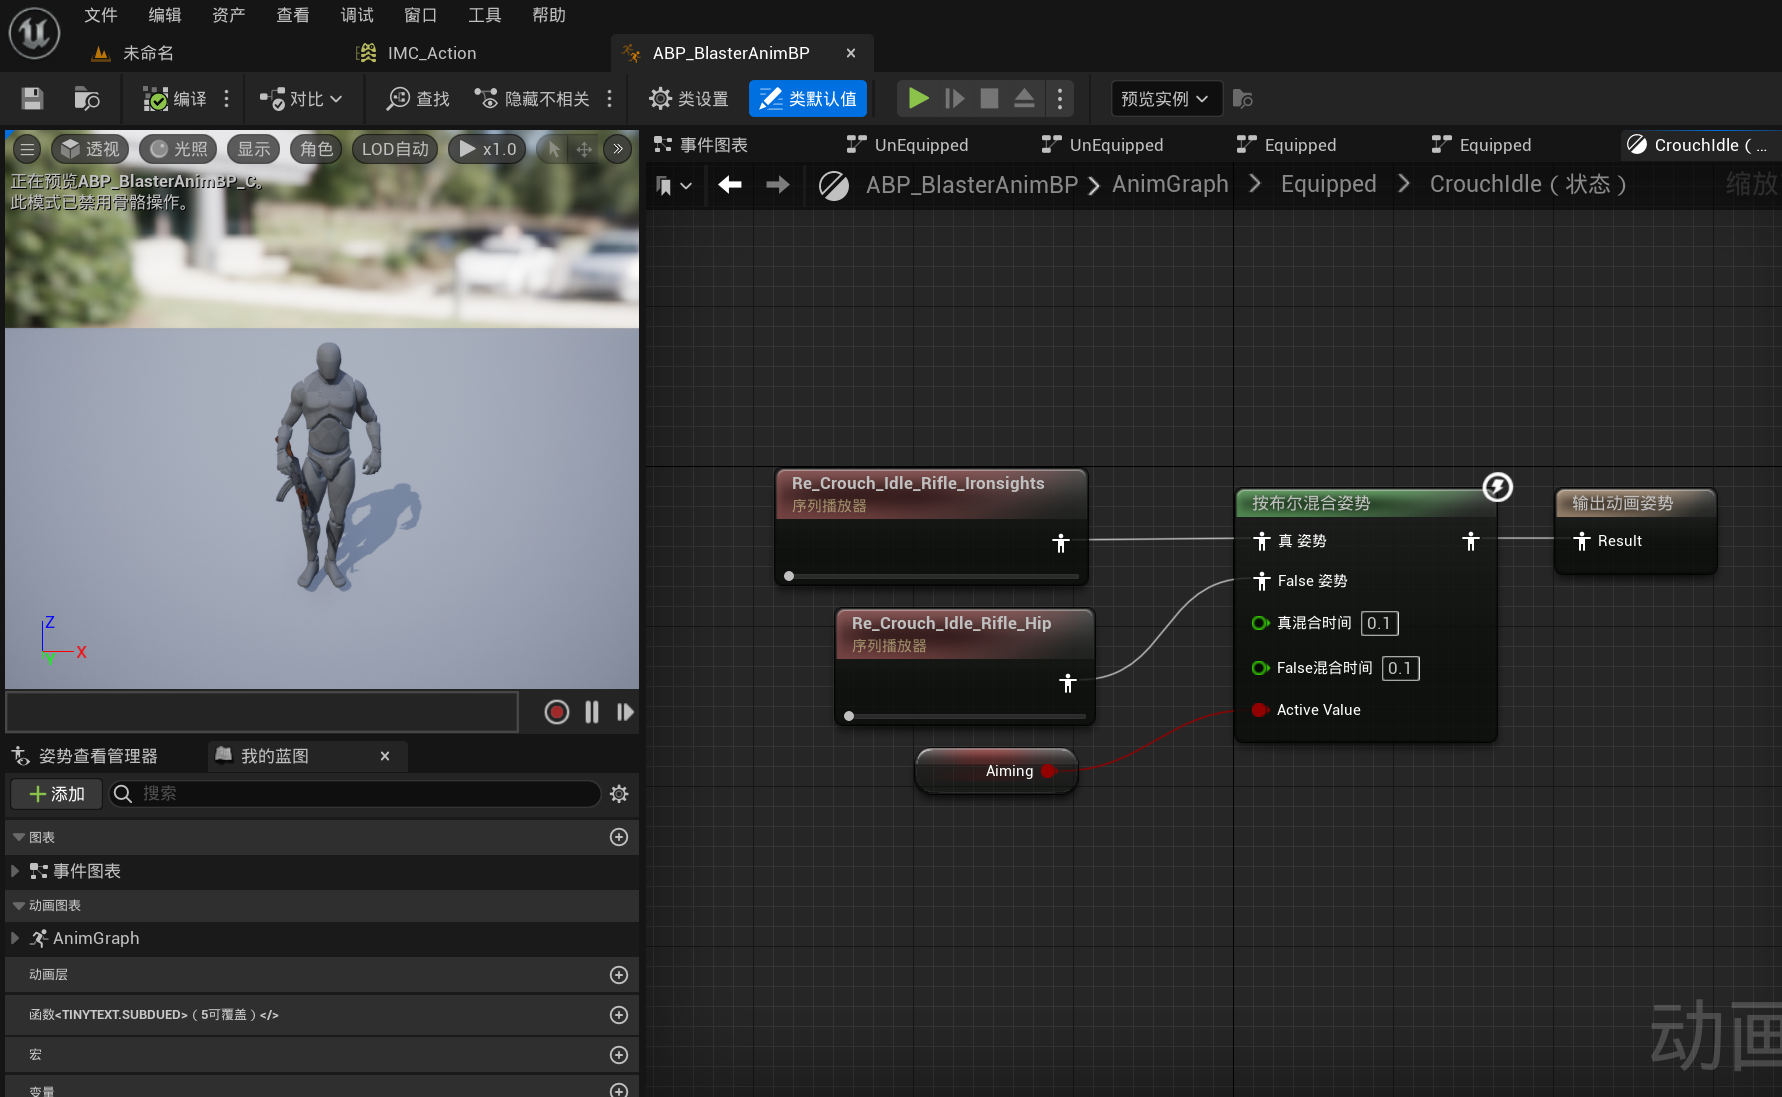 文件 编辑 资产 查看 调试 窗口 工具 帮助
未命名 IMC_Action ABP_BlasterAnimBP
编译 对比 查找 隐藏不相关 类设置 类默认值 预览实例
透视 光照 显示 角色 LOD自动 x1.0
正在预览ABP_BlasterAnimBP_C。
此模式已禁用骨骼操作。
Z
X
Y
事件图表 UnEquipped UnEquipped Equipped Equipped CrouchIdle（...
ABP_BlasterAnimBP AnimGraph Equipped CrouchIdle（状态） 缩放
Re_Crouch_Idle_Rifle_Ironsights
序列播放器
Re_Crouch_Idle_Rifle_Hip
序列播放器
Aiming
按布尔混合姿势
真 姿势
False 姿势
真混合时间 0.1
False混合时间 0.1
Active Value
输出动画姿势
Result
动画
姿势查看管理器 我的蓝图
添加 搜索
图表
事件图表
动画图表
AnimGraph
动画层
函数<TINYTEXT.SUBDUED>（5可覆盖）</>
宏
变量